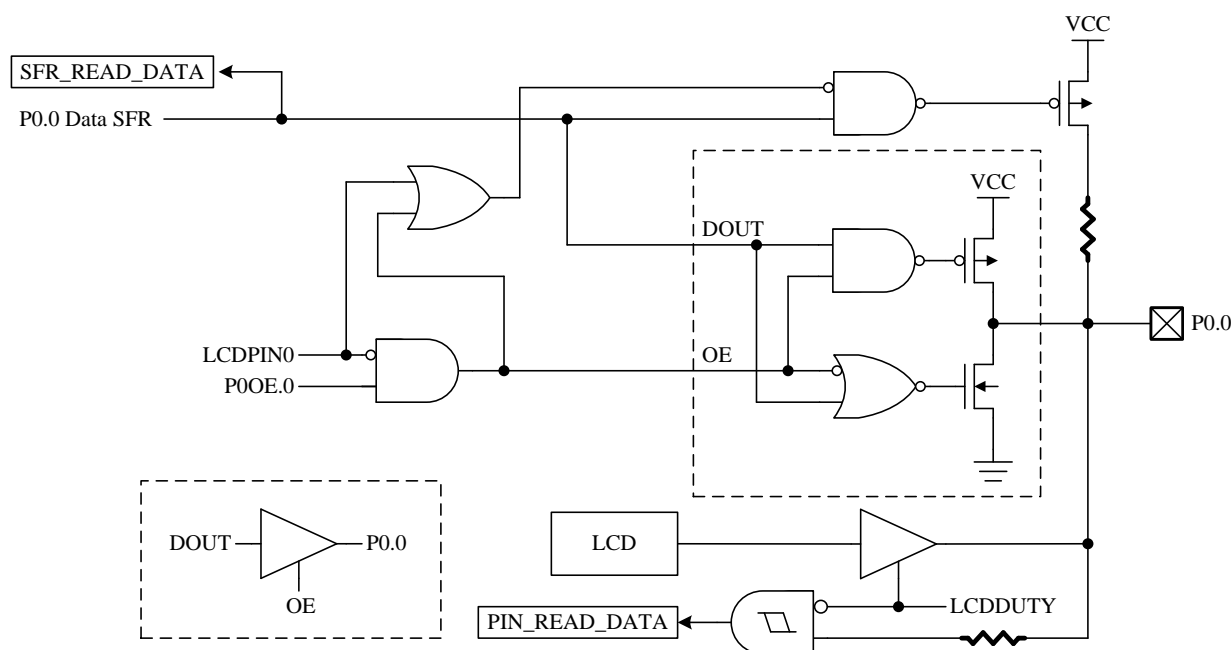 VCC
SFR_READ_DATA
P0.0 Data SFR
VCC
DOUT
P0.0
LCDPIN0
OE
P0OE.0
DOUT
P0.0
LCD
OE
LCDDUTY
PIN_READ_DATA